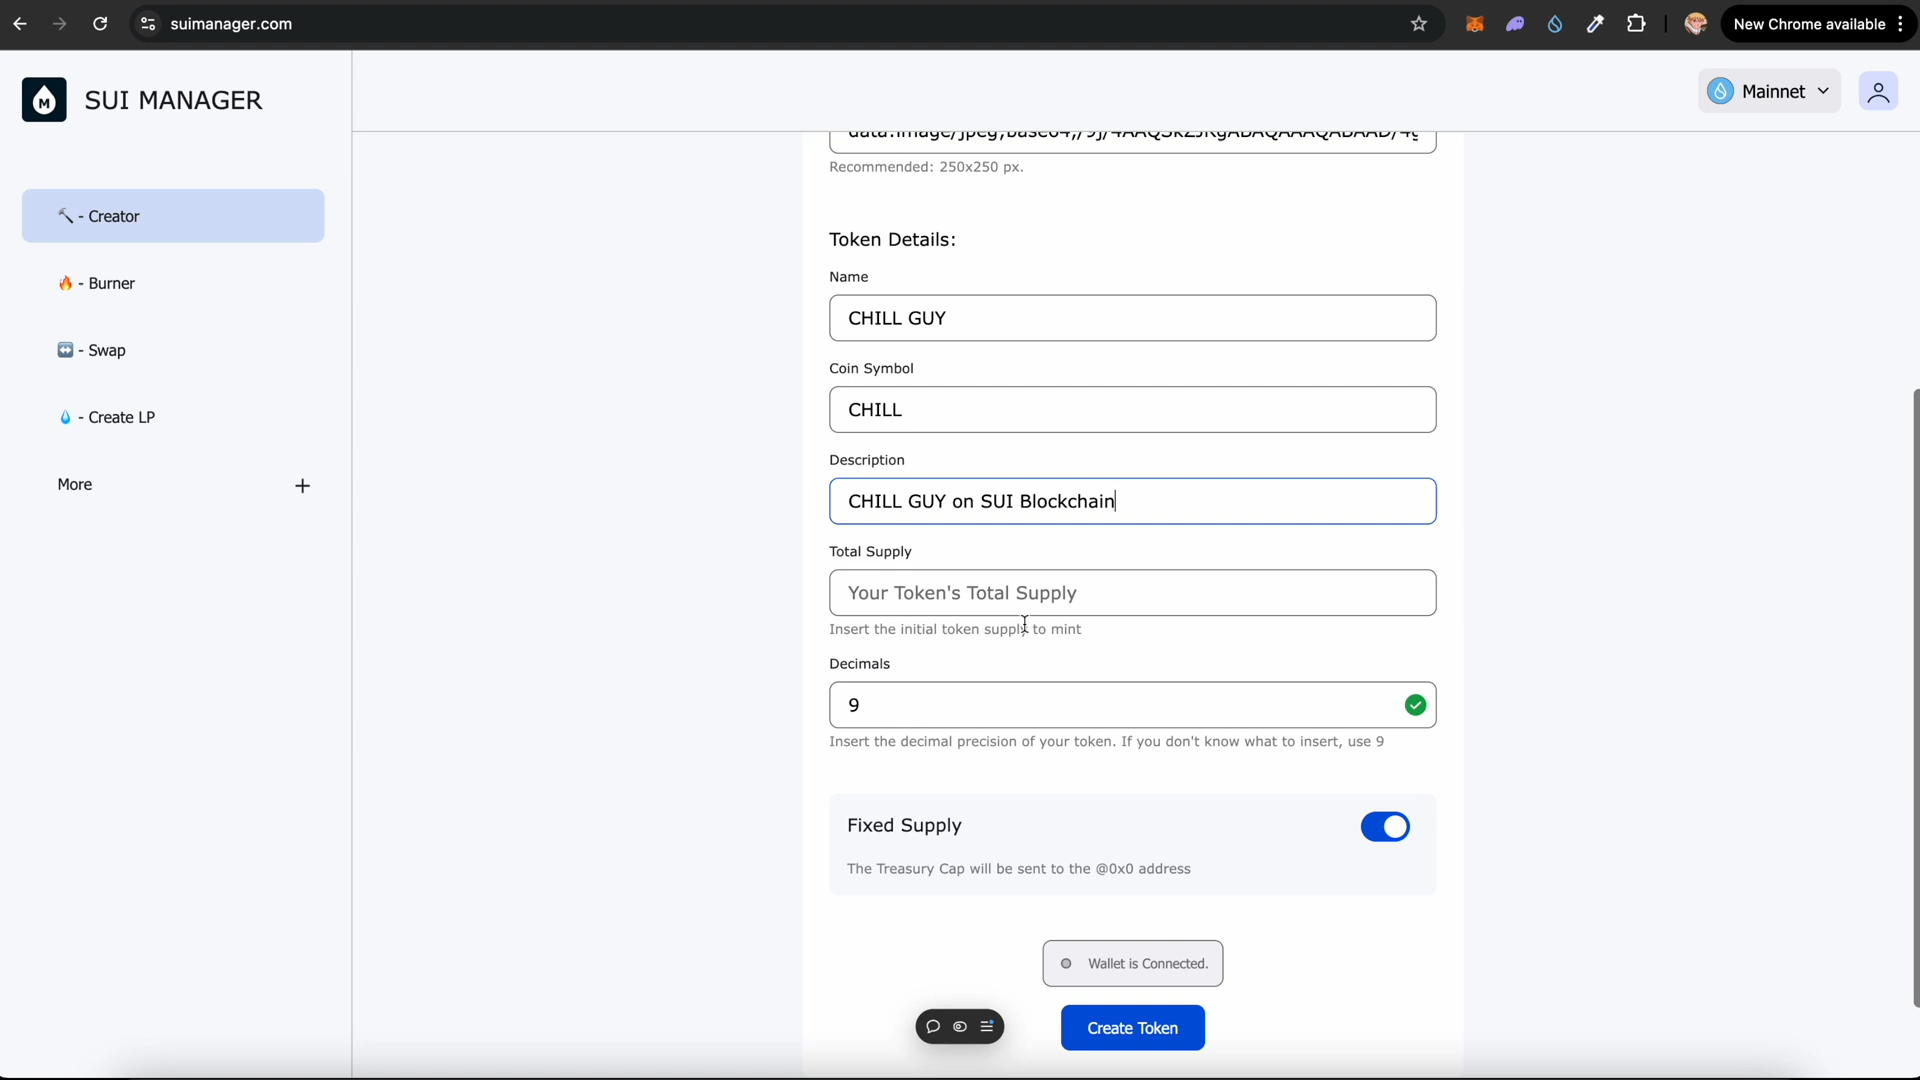 suimanager.com
New Chrome available
M
SUI MANAGER
Mainnet
🔨 - Creator
🔥 - Burner
↔️ - Swap
💧 - Create LP
More
+
Recommended: 250x250 px.
Token Details:
Name
CHILL GUY
Coin Symbol
CHILL
Description
CHILL GUY on SUI Blockchain
Total Supply
Your Token's Total Supply
Insert the initial token supply to mint
Decimals
9
Insert the decimal precision of your token. If you don't know what to insert, use 9
Fixed Supply
The Treasury Cap will be sent to the @0x0 address
Wallet is Connected.
Create Token